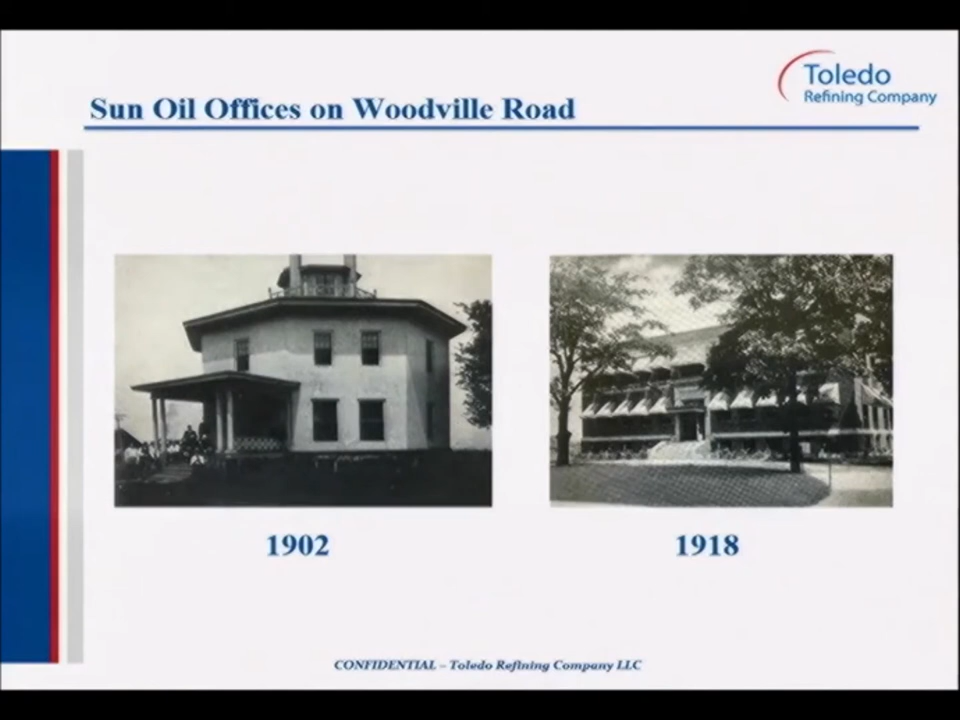 Toledo
Refining Company
Sun Oil Offices on Woodville Road
1902
1918
CONFIDENTIAL – Toledo Refining Company LLC